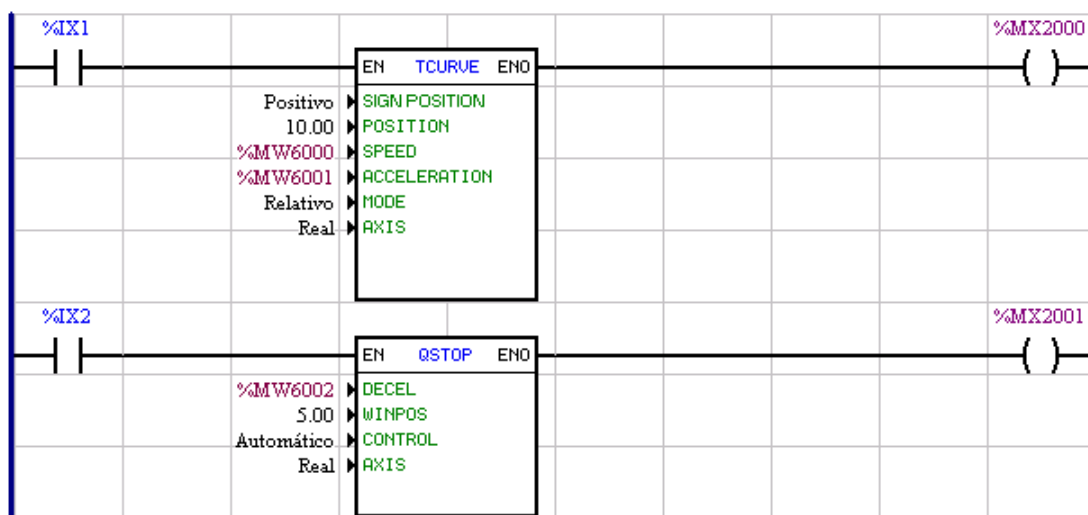 %IX1 %MX2000
EN TCURVE ENO
Positivo SIGN POSITION
10.00 POSITION
%MW6000 SPEED
%MW6001 ACCELERATION
Relativo MODE
Real AXIS
%IX2 %MX2001
EN QSTOP ENO
%MW6002 DECEL
5.00 WINPOS
Automático CONTROL
Real AXIS